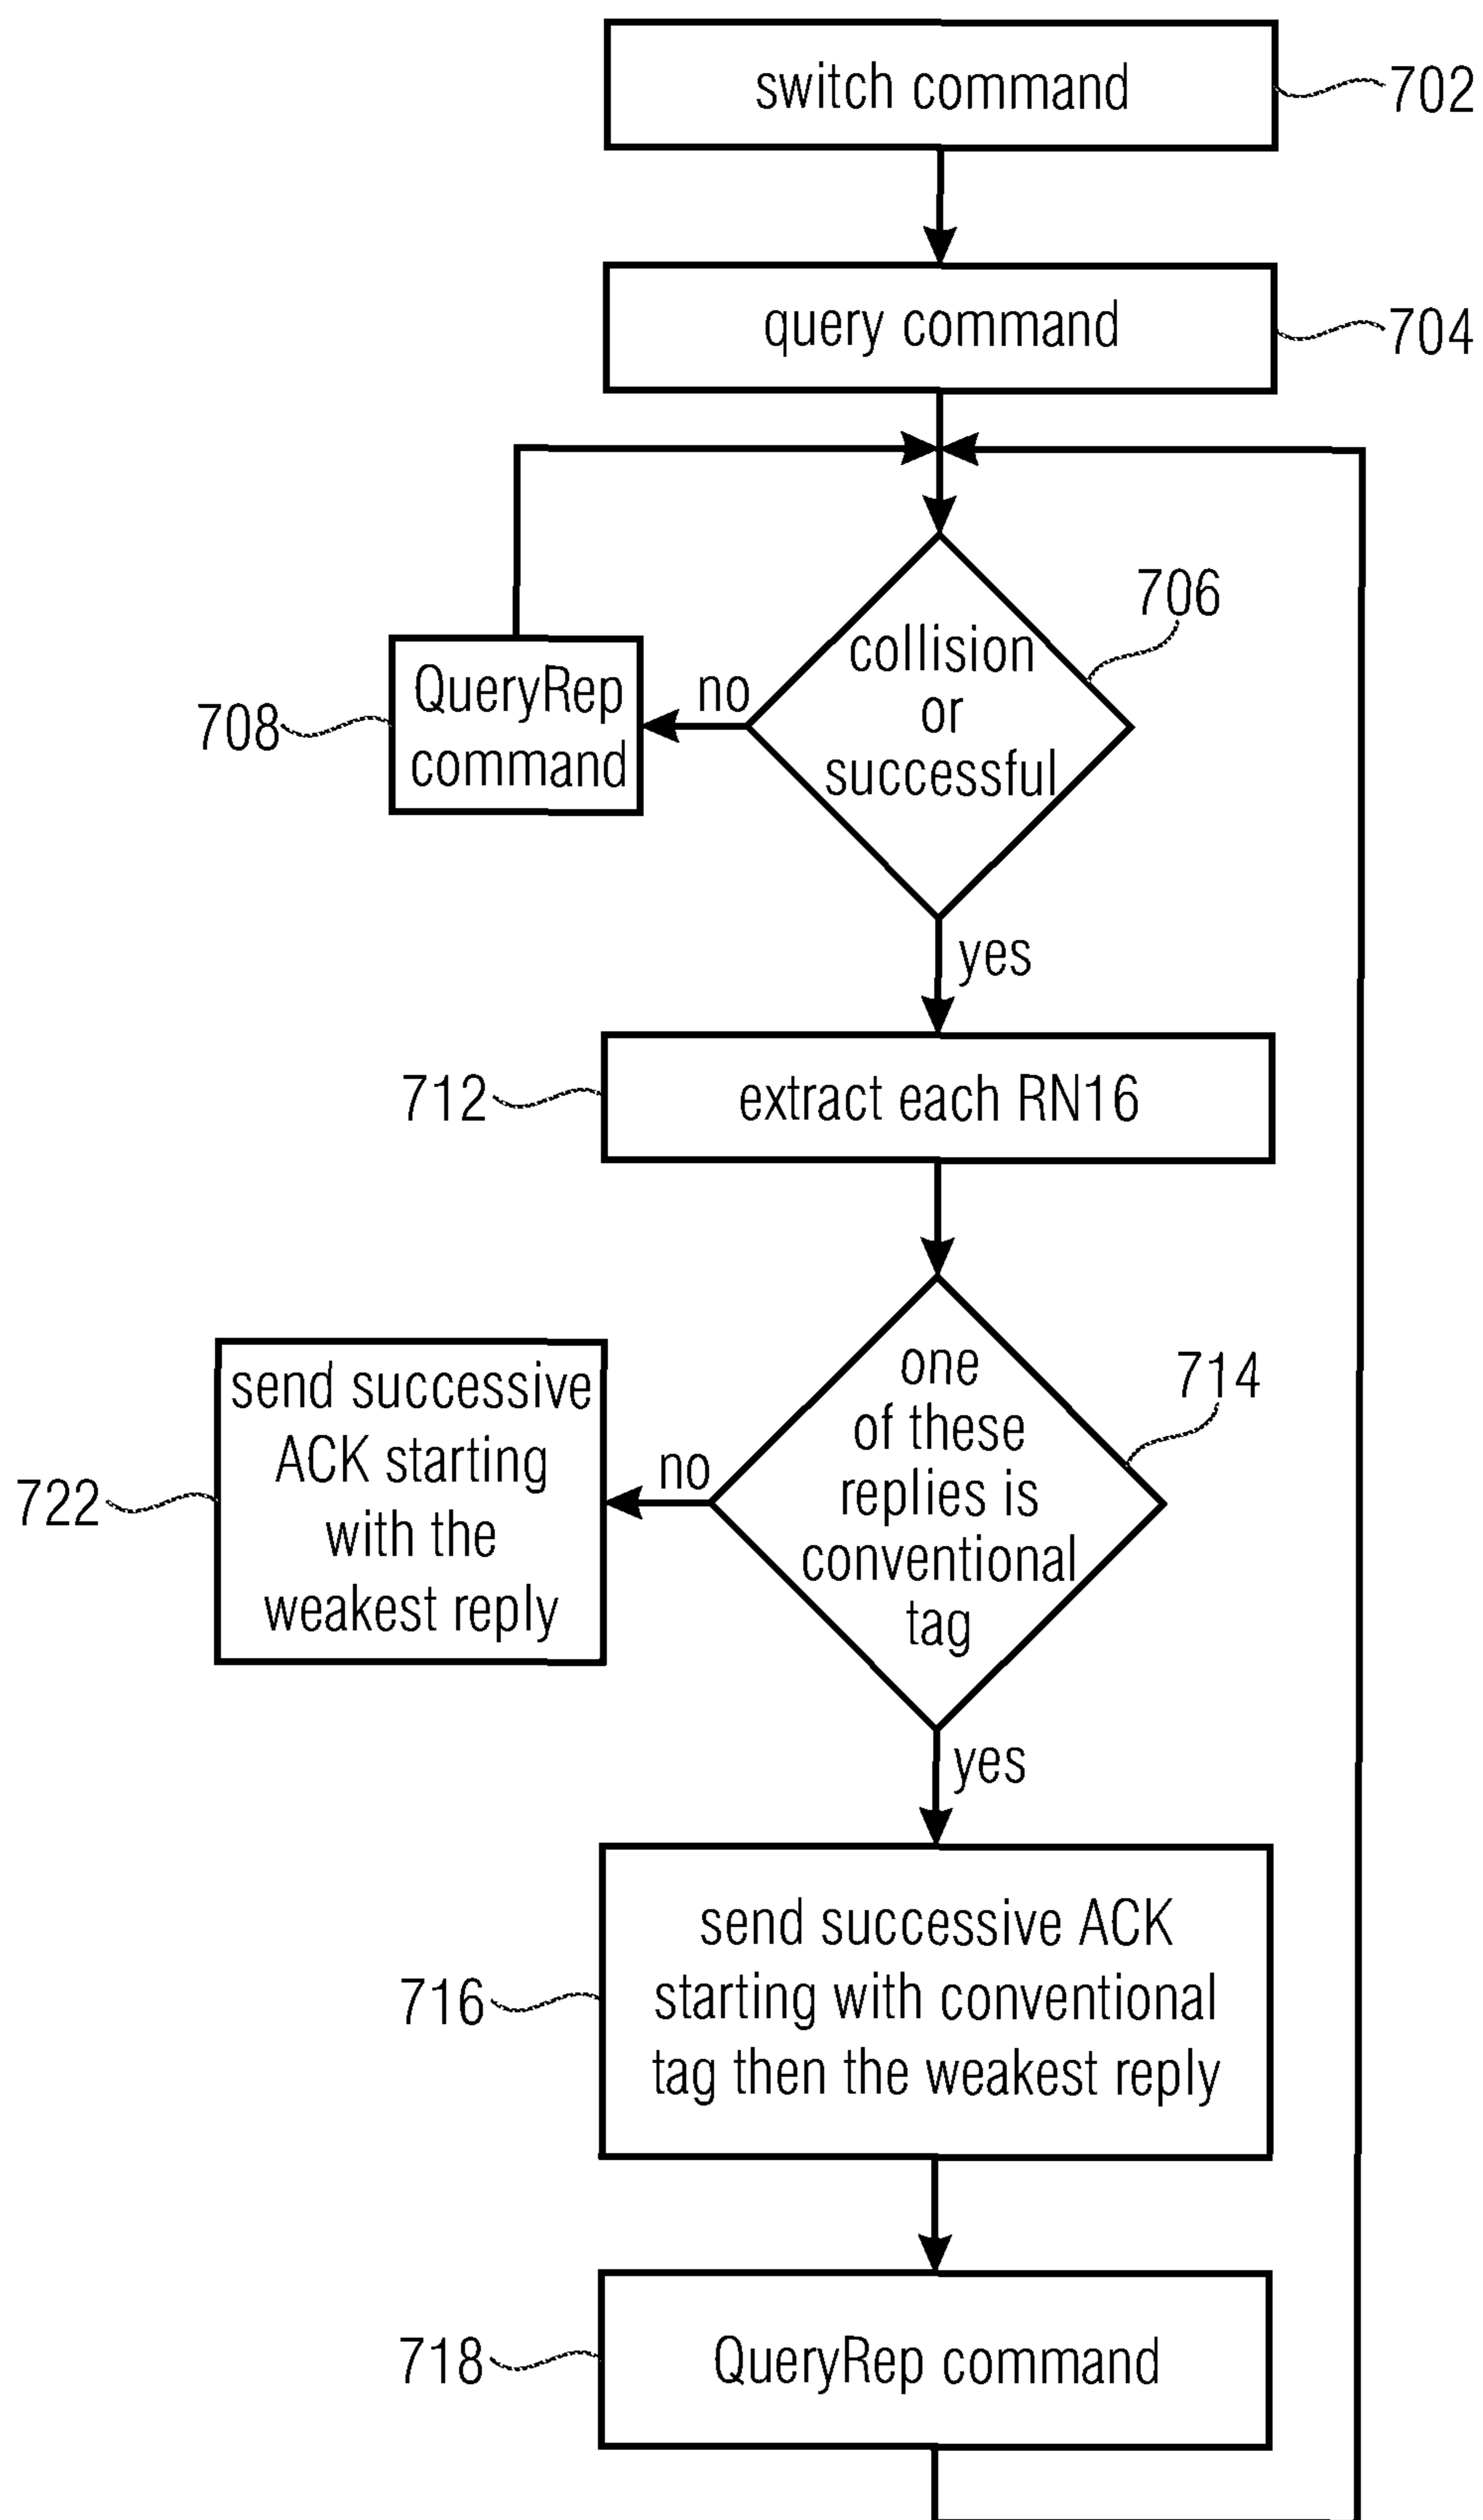 switch command
702
query command
704
706
collision
or
successful
no
QueryRep
command
708
yes
712
extract each RN16
714
one
of these
replies is
conventional
tag
no
send successive
ACK starting
with the
weakest reply
722
yes
716
send successive ACK
starting with conventional
tag then the weakest reply
718
QueryRep command